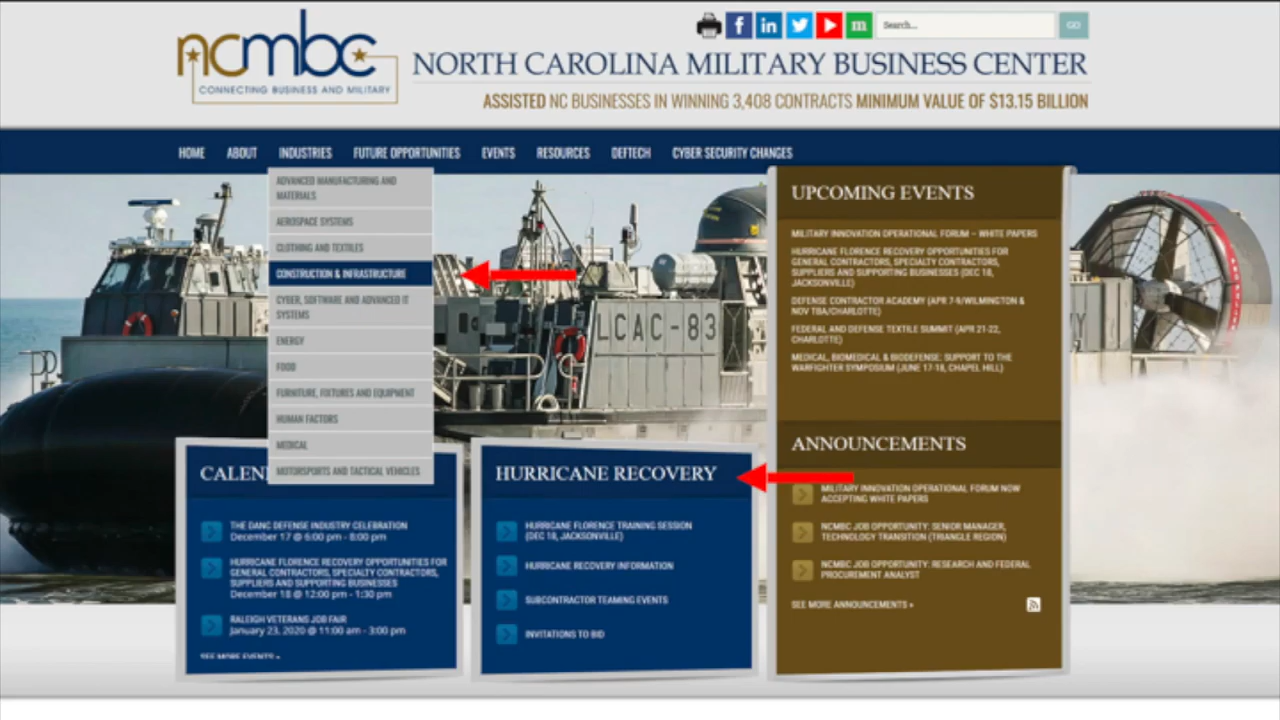 ncmbc
CONNECTING BUSINESS AND MILITARY
f in m
Search...
GO
NORTH CAROLINA MILITARY BUSINESS CENTER
ASSISTED NC BUSINESSES IN WINNING 3,408 CONTRACTS MINIMUM VALUE OF $13.15 BILLION
HOME ABOUT INDUSTRIES FUTURE OPPORTUNITIES EVENTS RESOURCES DEFTECH CYBER SECURITY CHANGES
ADVANCED MANUFACTURING AND
MATERIALS
AEROSPACE SYSTEMS
CLOTHING AND TEXTILES
CONSTRUCTION & INFRASTRUCTURE
CYBER, SOFTWARE AND ADVANCED IT
SYSTEMS
ENERGY
FOOD
FURNITURE, FIXTURES AND EQUIPMENT
HUMAN FACTORS
MEDICAL
MOTORSPORTS AND TACTICAL VEHICLES
LCAC-83
UPCOMING EVENTS
MILITARY INNOVATION OPERATIONAL FORUM – WHITE PAPERS
HURRICANE FLORENCE RECOVERY OPPORTUNITIES FOR
GENERAL CONTRACTORS, SPECIALTY CONTRACTORS,
SUPPLIERS AND SUPPORTING BUSINESSES (DEC 18,
JACKSONVILLE)
DEFENSE CONTRACTOR ACADEMY (APR 7-9/WILMINGTON &
NOV TBA/CHARLOTTE)
FEDERAL AND DEFENSE TEXTILE SUMMIT (APR 21-22,
CHARLOTTE)
MEDICAL, BIOMEDICAL & BIODEFENSE: SUPPORT TO THE
WARFIGHTER SYMPOSIUM (JUNE 17-18, CHAPEL HILL)
CALEN
THE DANC DEFENSE INDUSTRY CELEBRATION
December 17 @ 6:00 pm - 8:00 pm
HURRICANE FLORENCE RECOVERY OPPORTUNITIES FOR
GENERAL CONTRACTORS, SPECIALTY CONTRACTORS,
SUPPLIERS AND SUPPORTING BUSINESSES
December 18 @ 12:00 pm - 1:30 pm
RALEIGH VETERANS JOB FAIR
January 23, 2020 @ 11:00 am - 3:00 pm
SEE MORE EVENTS »
HURRICANE RECOVERY
HURRICANE FLORENCE TRAINING SESSION
(DEC 18, JACKSONVILLE)
HURRICANE RECOVERY INFORMATION
SUBCONTRACTOR TEAMING EVENTS
INVITATIONS TO BID
ANNOUNCEMENTS
MILITARY INNOVATION OPERATIONAL FORUM NOW
ACCEPTING WHITE PAPERS
NCMBC JOB OPPORTUNITY: SENIOR MANAGER,
TECHNOLOGY TRANSITION (TRIANGLE REGION)
NCMBC JOB OPPORTUNITY: RESEARCH AND FEDERAL
PROCUREMENT ANALYST
SEE MORE ANNOUNCEMENTS »